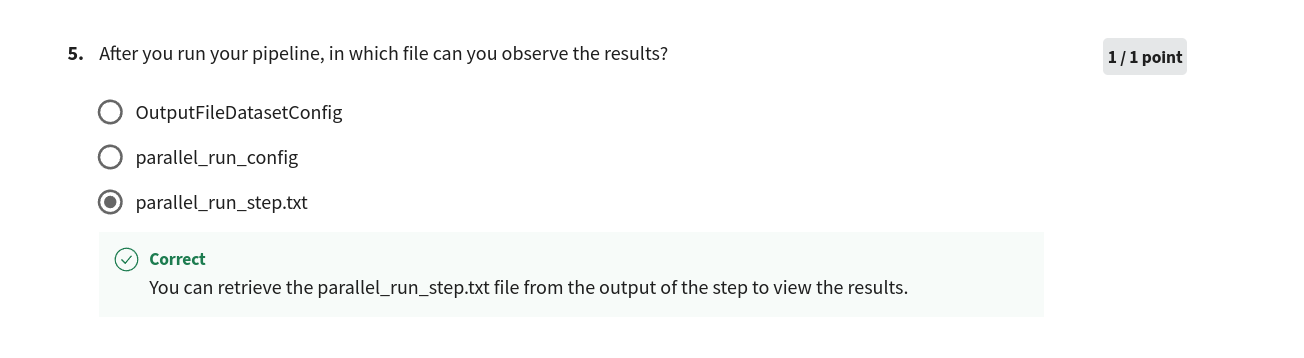 5. After you run your pipeline, in which file can you observe the results?
1 / 1 point
OutputFileDatasetConfig
parallel_run_config
parallel_run_step.txt
Correct
You can retrieve the parallel_run_step.txt file from the output of the step to view the results.